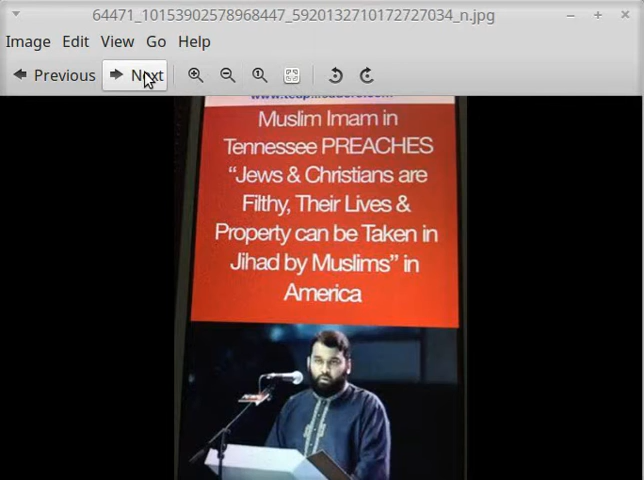 64471_10153902578968447_5920132710172727034_n.jpg
Image Edit View Go Help
Previous Next
Muslim Imam in
Tennessee PREACHES
“Jews & Christians are
Filthy, Their Lives &
Property can be Taken in
Jihad by Muslims” in
America